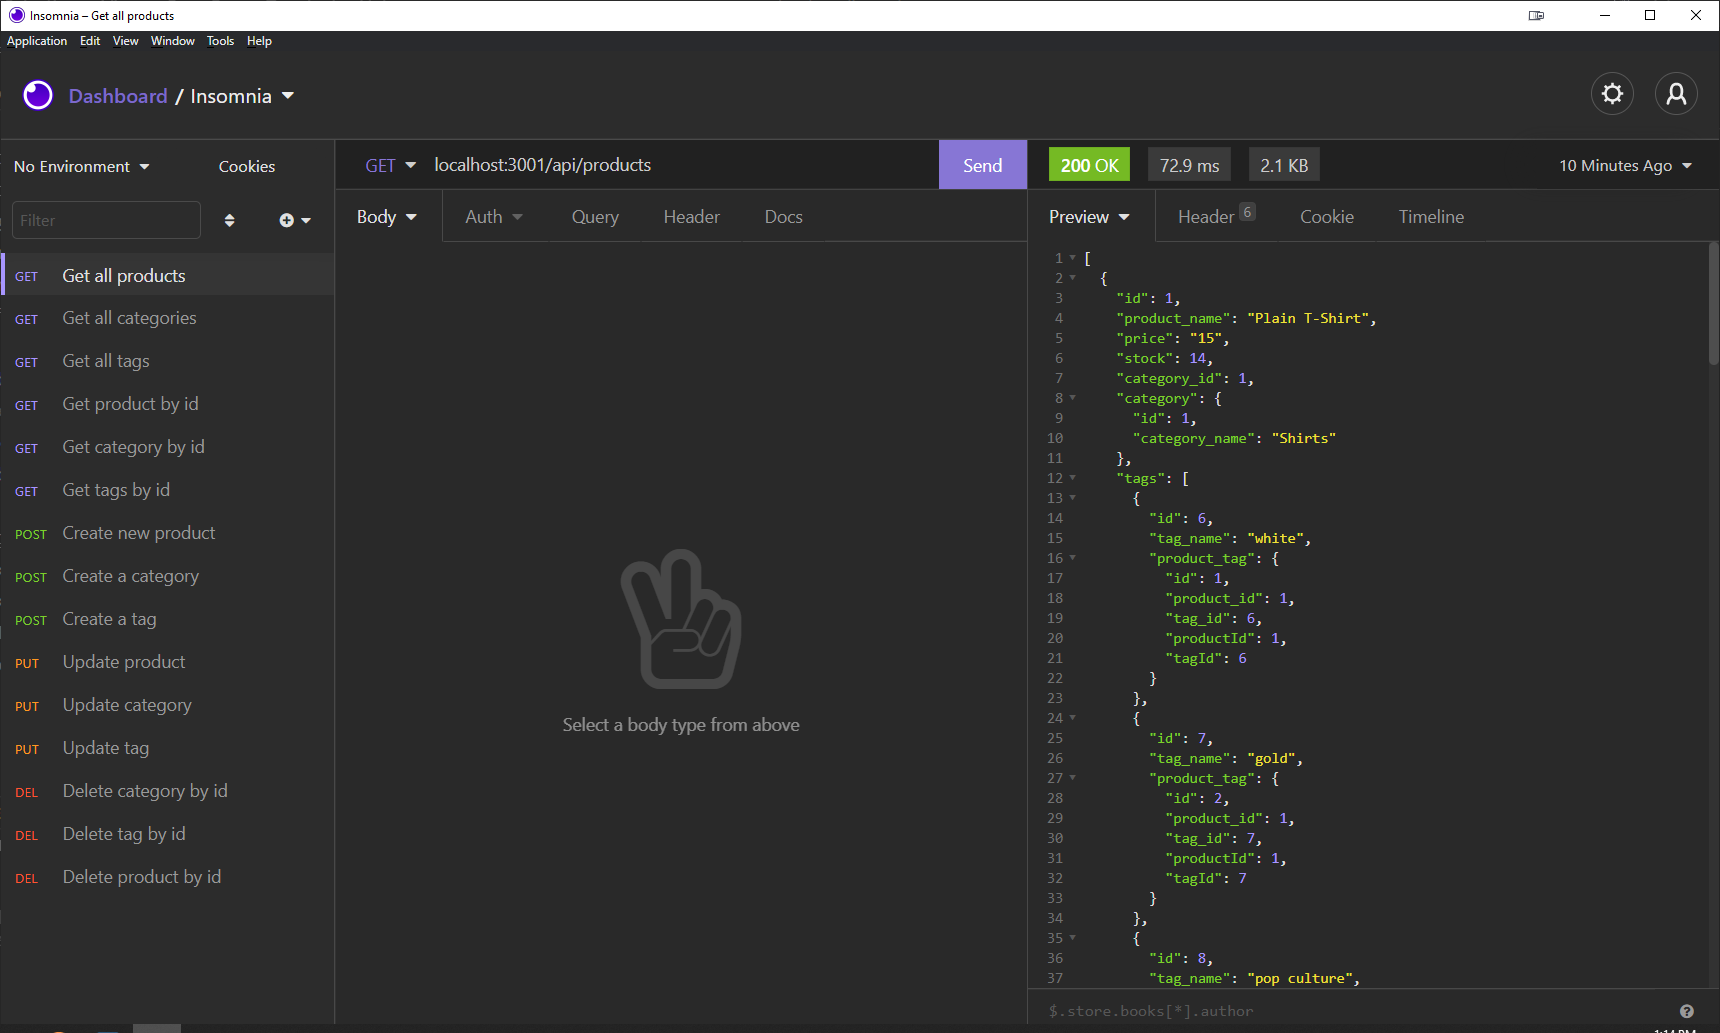 Insomnia – Get all products
Application Edit View Window Tools Help
Dashboard / Insomnia
No Environment Cookies
Filter
GET Get all products
GET Get all categories
GET Get all tags
GET Get product by id
GET Get category by id
GET Get tags by id
POST Create new product
POST Create a category
POST Create a tag
PUT Update product
PUT Update category
PUT Update tag
DEL Delete category by id
DEL Delete tag by id
DEL Delete product by id
GET localhost:3001/api/products Send
Body Auth Query Header Docs
Select a body type from above
200 OK 72.9 ms 2.1 KB 10 Minutes Ago
Preview Header 6 Cookie Timeline
1 [
2 {
3 "id": 1,
4 "product_name": "Plain T-Shirt",
5 "price": "15",
6 "stock": 14,
7 "category_id": 1,
8 "category": {
9 "id": 1,
10 "category_name": "Shirts"
11 },
12 "tags": [
13 {
14 "id": 6,
15 "tag_name": "white",
16 "product_tag": {
17 "id": 1,
18 "product_id": 1,
19 "tag_id": 6,
20 "productId": 1,
21 "tagId": 6
22 }
23 },
24 {
25 "id": 7,
26 "tag_name": "gold",
27 "product_tag": {
28 "id": 2,
29 "product_id": 1,
30 "tag_id": 7,
31 "productId": 1,
32 "tagId": 7
33 }
34 },
35 {
36 "id": 8,
37 "tag_name": "pop culture",
$.store.books[*].author